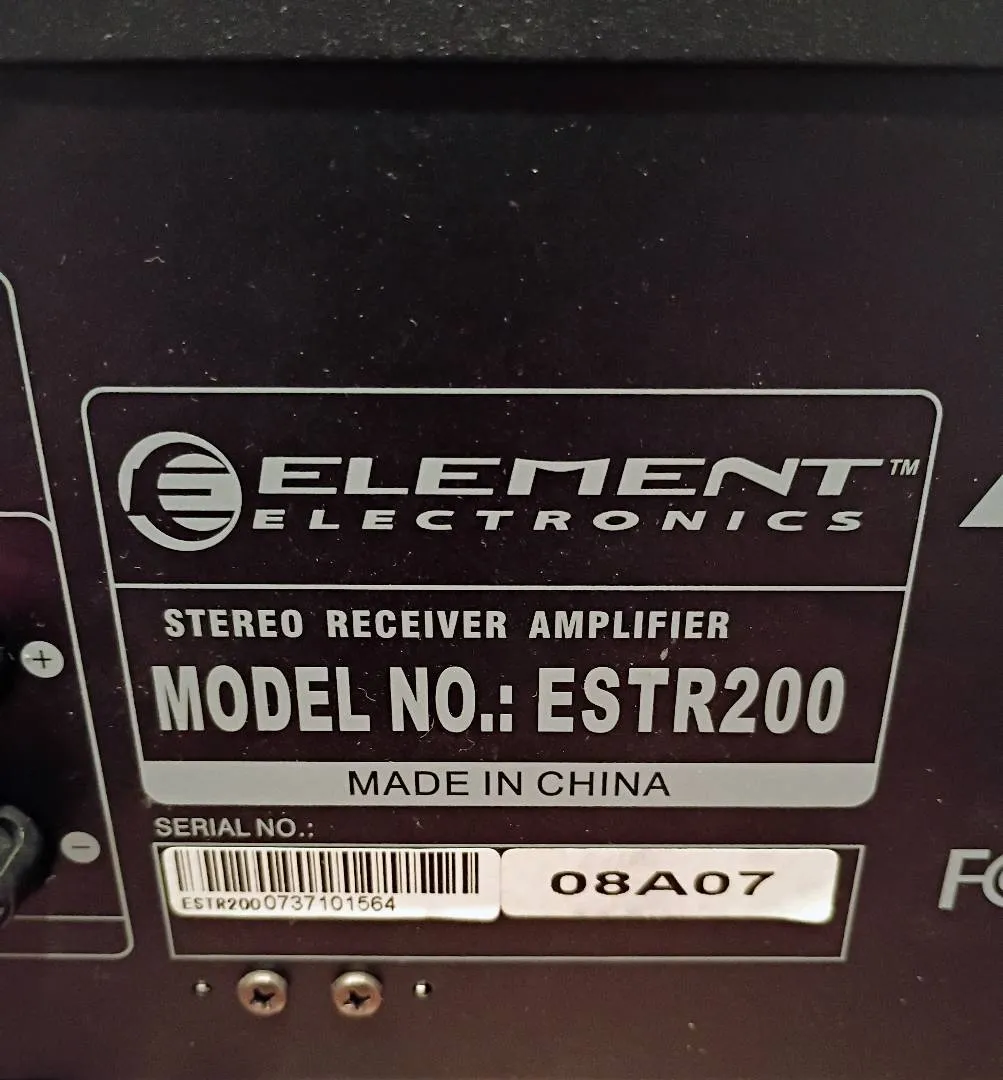 ELEMENT™
ELECTRONICS
STEREO RECEIVER AMPLIFIER
+
MODEL NO.: ESTR200
MADE IN CHINA
SERIAL NO.:
−
ESTR2000737101564
08A07